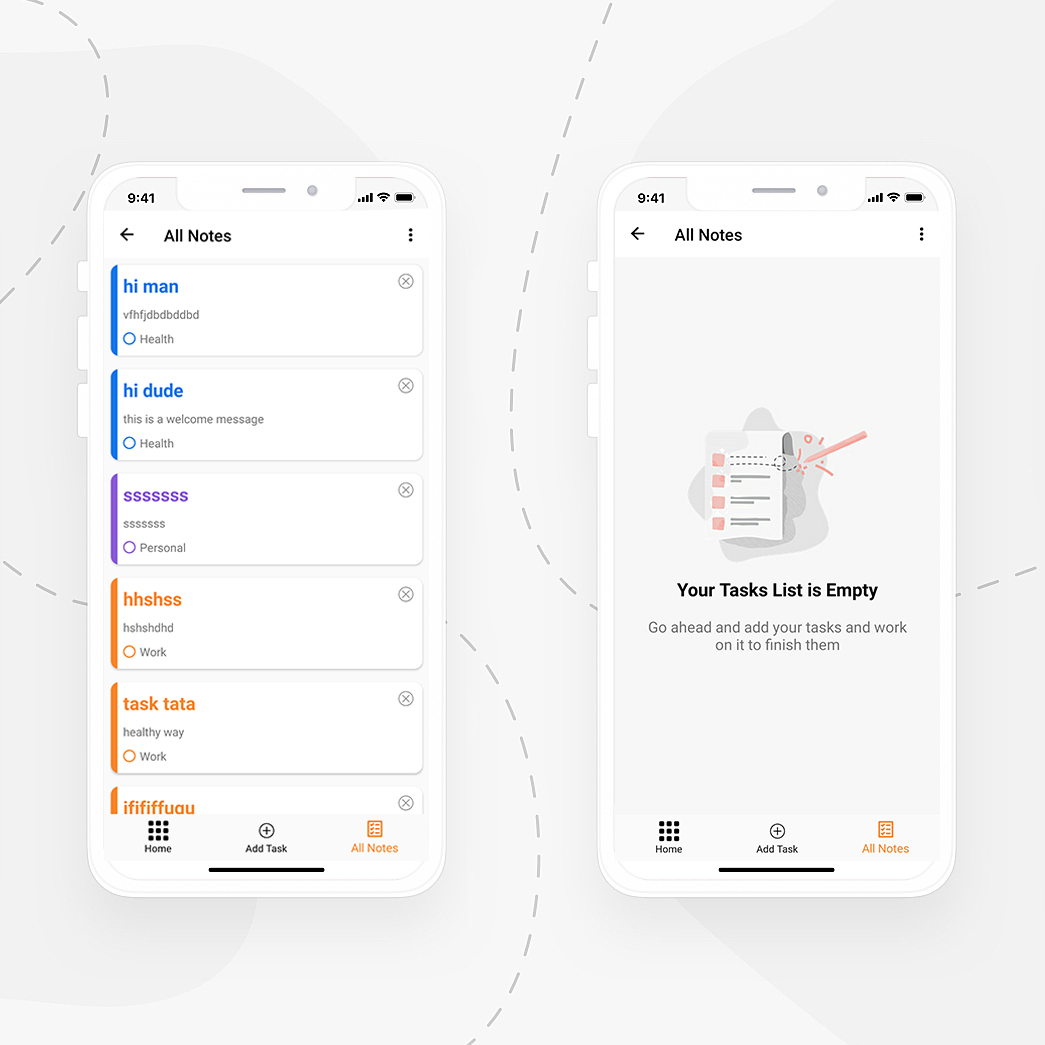 9:41
All Notes
hi man
vfhfjdbdbddbd
Health
hi dude
this is a welcome message
Health
sssssss
sssssss
Personal
hhshss
hshshdhd
Work
task tata
healthy way
Work
ifififfugu
Home
Add Task
All Notes
9:41
All Notes
Your Tasks List is Empty
Go ahead and add your tasks and work
on it to finish them
Home
Add Task
All Notes